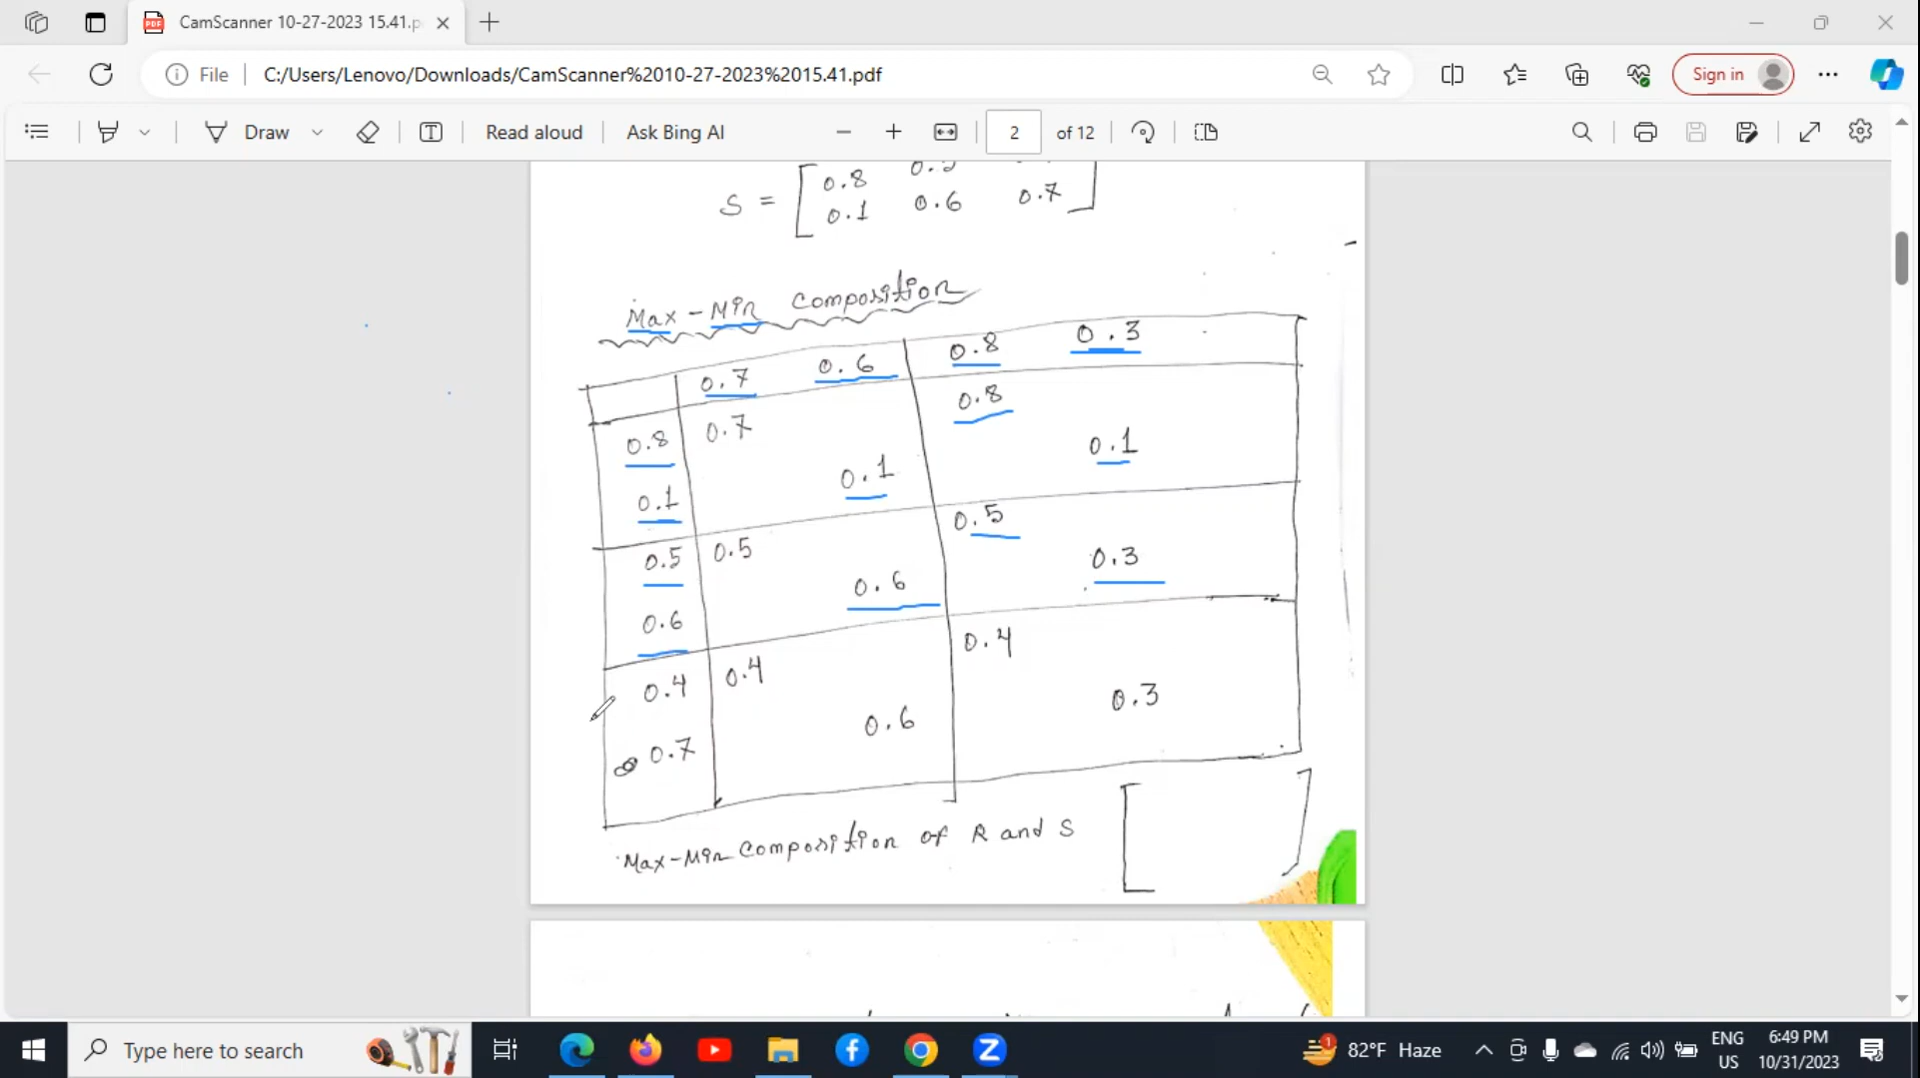 CamScanner 10-27-2023 15.41.p
File C:/Users/Lenovo/Downloads/CamScanner%2010-27-2023%2015.41.pdf
Sign in
Draw Read aloud Ask Bing AI 2 of 12
S = 0.8
0.1 0.6 0.7
Max-Min Composition
0.7 0.6 0.8 0.3
0.8 0.7 0.8
0.1 0.1 0.1
0.5 0.5 0.5
0.6 0.6 0.3
0.4 0.4 0.4
0.7 0.6 0.3
Max-Min Composition of R and S
Type here to search
82°F Haze
ENG
US
6:49 PM
10/31/2023